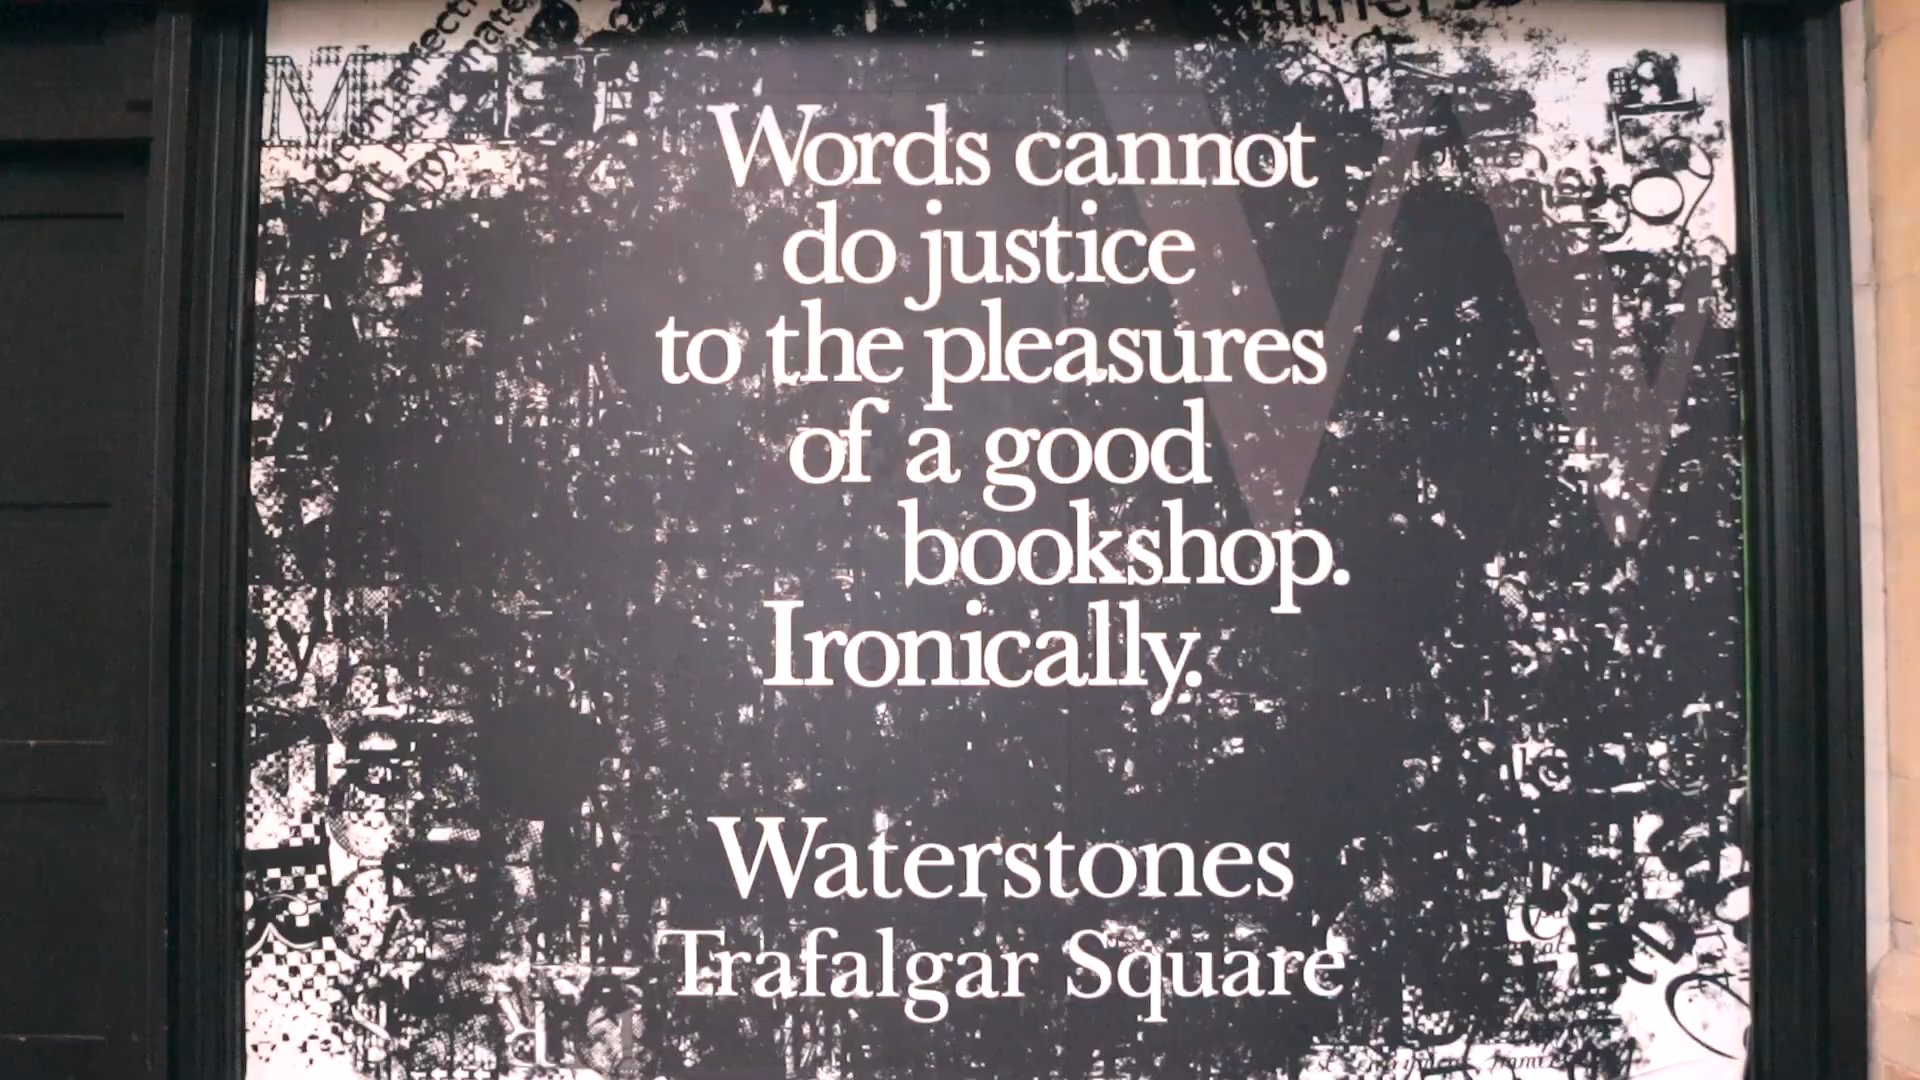 Words cannot
do justice
to the pleasures
of a good
bookshop.
Ironically.
Waterstones
Trafalgar Square